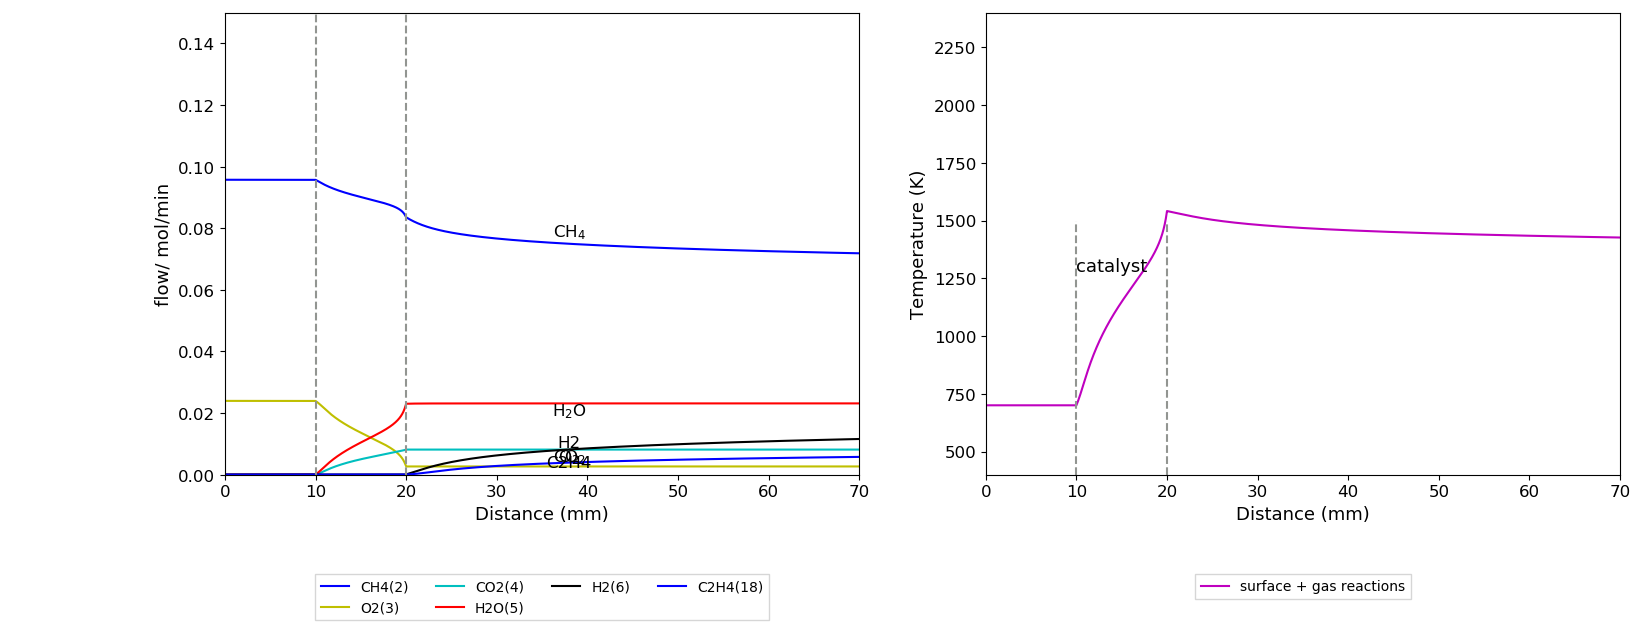 0.14
0.12
0.10
0.08
0.06
0.04
0.02
0.00
flow/ mol/min
CH₄
H₂O
H2
C2H4
0 10 20 30 40 50 60 70
Distance (mm)
CH4(2) CO2(4) H2(6) C2H4(18)
O2(3) H2O(5)
2250
2000
1750
1500
1250
1000
750
500
Temperature (K)
catalyst
0 10 20 30 40 50 60 70
Distance (mm)
surface + gas reactions